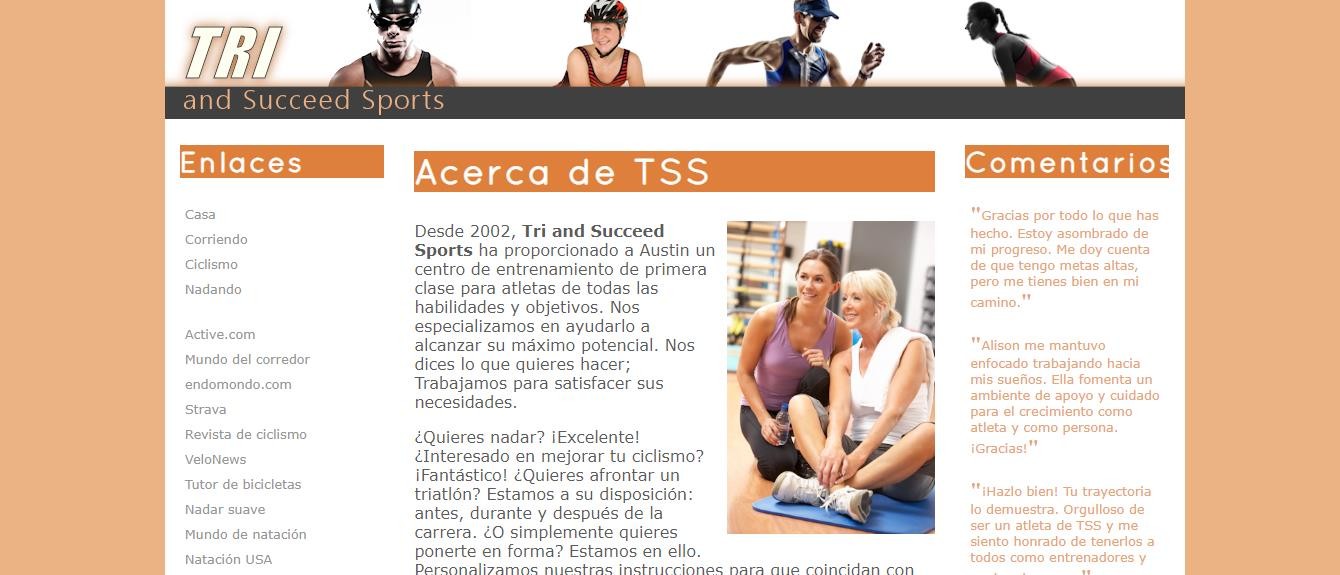 TRI
and Succeed Sports
Enlaces
Casa
Corriendo
Ciclismo
Nadando
Active.com
Mundo del corredor
endomondo.com
Strava
Revista de ciclismo
VeloNews
Tutor de bicicletas
Nadar suave
Mundo de natación
Natación USA
Acerca de TSS
Desde 2002, Tri and Succeed
Sports ha proporcionado a Austin un
centro de entrenamiento de primera
clase para atletas de todas las
habilidades y objetivos. Nos
especializamos en ayudarlo a
alcanzar su máximo potencial. Nos
dices lo que quieres hacer;
Trabajamos para satisfacer sus
necesidades.
¿Quieres nadar? ¡Excelente!
¿Interesado en mejorar tu ciclismo?
¡Fantástico! ¿Quieres afrontar un
triatlón? Estamos a su disposición:
antes, durante y después de la
carrera. ¿O simplemente quieres
ponerte en forma? Estamos en ello.
Personalizamos nuestras instrucciones para que coincidan con
Comentarios
"Gracias por todo lo que has
hecho. Estoy asombrado de
mi progreso. Me doy cuenta
de que tengo metas altas,
pero me tienes bien en mi
camino."
"Alison me mantuvo
enfocado trabajando hacia
mis sueños. Ella fomenta un
ambiente de apoyo y cuidado
para el crecimiento como
atleta y como persona.
¡Gracias!"
"¡Hazlo bien! Tu trayectoria
lo demuestra. Orgulloso de
ser un atleta de TSS y me
siento honrado de tenerlos a
todos como entrenadores y